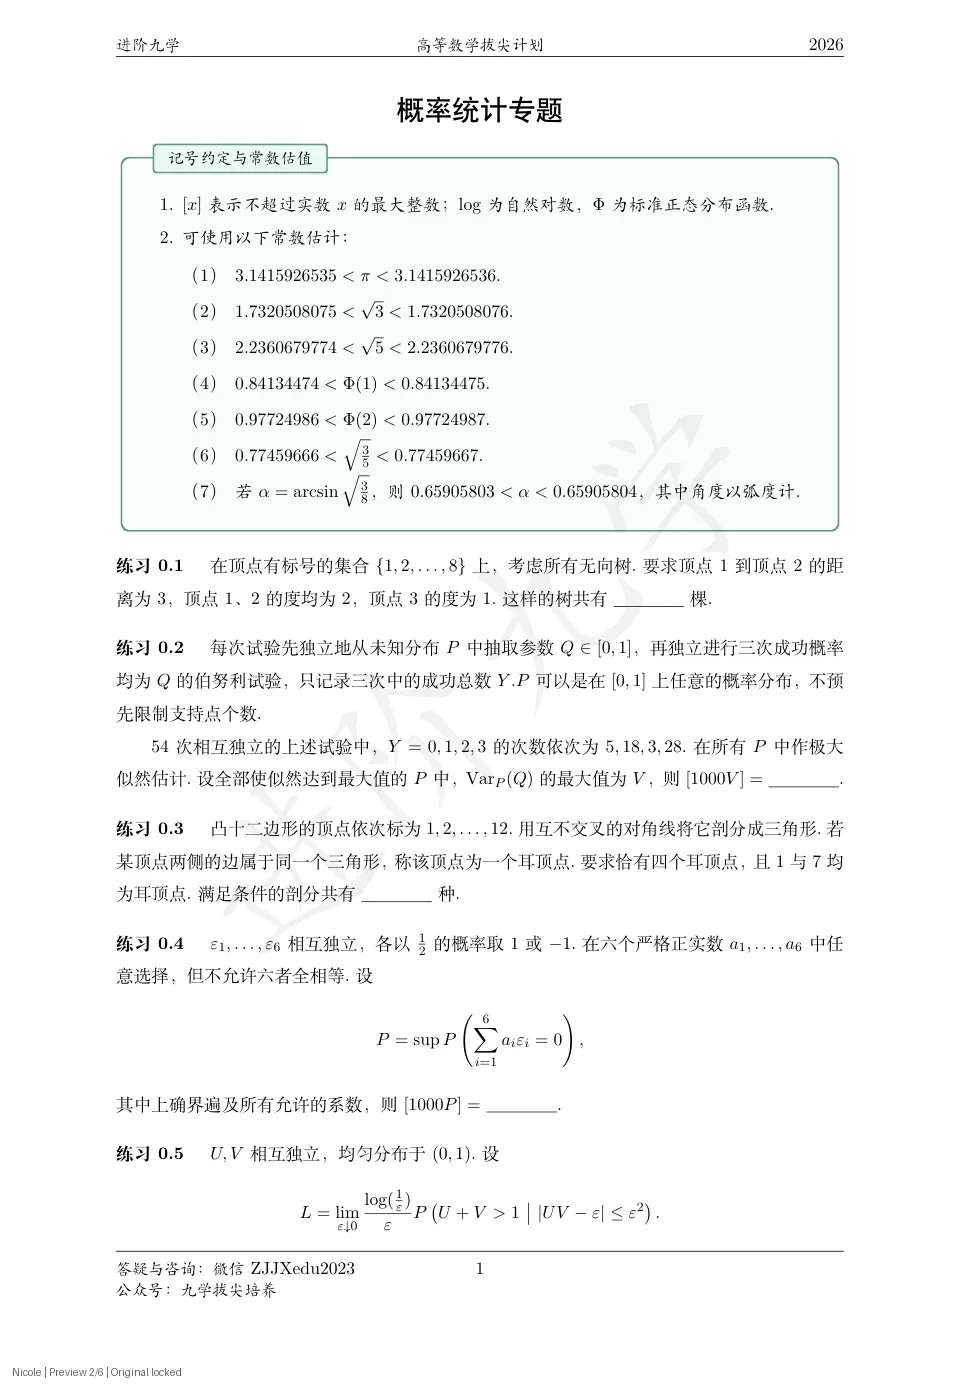 进阶九学 高等数学拔尖计划 2026
概率统计专题
记号约定与常数估值
1. [x] 表示不超过实数 x 的最大整数；log 为自然对数，Φ 为标准正态分布函数.
2. 可使用以下常数估计：
(1) 3.1415926535 < π < 3.1415926536.
(2) 1.7320508075 < √3 < 1.7320508076.
(3) 2.2360679774 < √5 < 2.2360679776.
(4) 0.84134474 < Φ(1) < 0.84134475.
(5) 0.97724986 < Φ(2) < 0.97724987.
(6) 0.77459666 < √(3/5) < 0.77459667.
(7) 若 α = arcsin √(3/8)，则 0.65905803 < α < 0.65905804，其中角度以弧度计.
练习 0.1 在顶点有标号的集合 {1, 2, . . . , 8} 上，考虑所有无向树. 要求顶点 1 到顶点 2 的距
离为 3，顶点 1、2 的度均为 2，顶点 3 的度为 1. 这样的树共有 ________ 棵.
练习 0.2 每次试验先独立地从未知分布 P 中抽取参数 Q ∈ [0, 1]，再独立进行三次成功概率
均为 Q 的伯努利试验，只记录三次中的成功总数 Y .P 可以是在 [0, 1] 上任意的概率分布，不预
先限制支持点个数.
54 次相互独立的上述试验中，Y = 0, 1, 2, 3 的次数依次为 5, 18, 3, 28. 在所有 P 中作极大
似然估计. 设全部使似然达到最大值的 P 中，Var_P(Q) 的最大值为 V，则 [1000V] = ________.
练习 0.3 凸十二边形的顶点依次标为 1, 2, . . . , 12. 用互不交叉的对角线将它剖分成三角形. 若
某顶点两侧的边属于同一个三角形，称该顶点为一个耳顶点. 要求恰有四个耳顶点，且 1 与 7 均
为耳顶点. 满足条件的剖分共有 ________ 种.
练习 0.4 ε₁, . . . , ε₆ 相互独立，各以 1/2 的概率取 1 或 −1. 在六个严格正实数 a₁, . . . , a₆ 中任
意选择，但不允许六者全相等. 设
P = sup P (∑_{i=1}^{6} aᵢεᵢ = 0),
其中上确界遍及所有允许的系数，则 [1000P] = ________.
练习 0.5 U, V 相互独立，均匀分布于 (0, 1). 设
L = lim_{ε↓0} log(1/ε)/ε P (U + V > 1 | |UV − ε| ≤ ε²).
答疑与咨询：微信 ZJJXedu2023 1
公众号：九学拔尖培养
进阶九学
Nicole | Preview 2/6 | Original locked